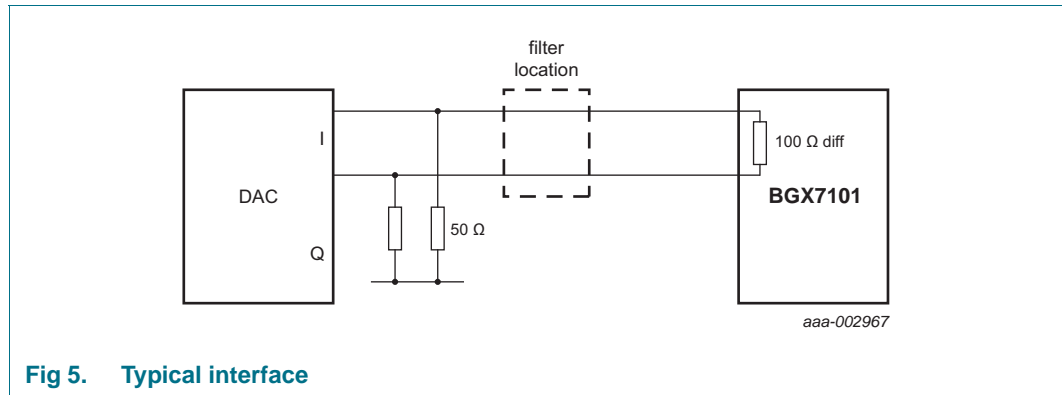 filter
location
I
100 Ω diff
DAC
BGX7101
50 Ω
Q
aaa-002967
Fig 5. Typical interface